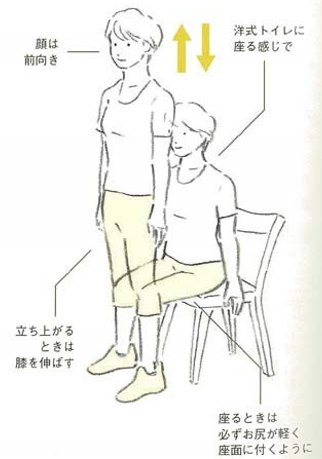 顔は
前向き
洋式トイレに
座る感じで
立ち上がる
ときは
膝を伸ばす
座るときは
必ずお尻が軽く
座面に付くように